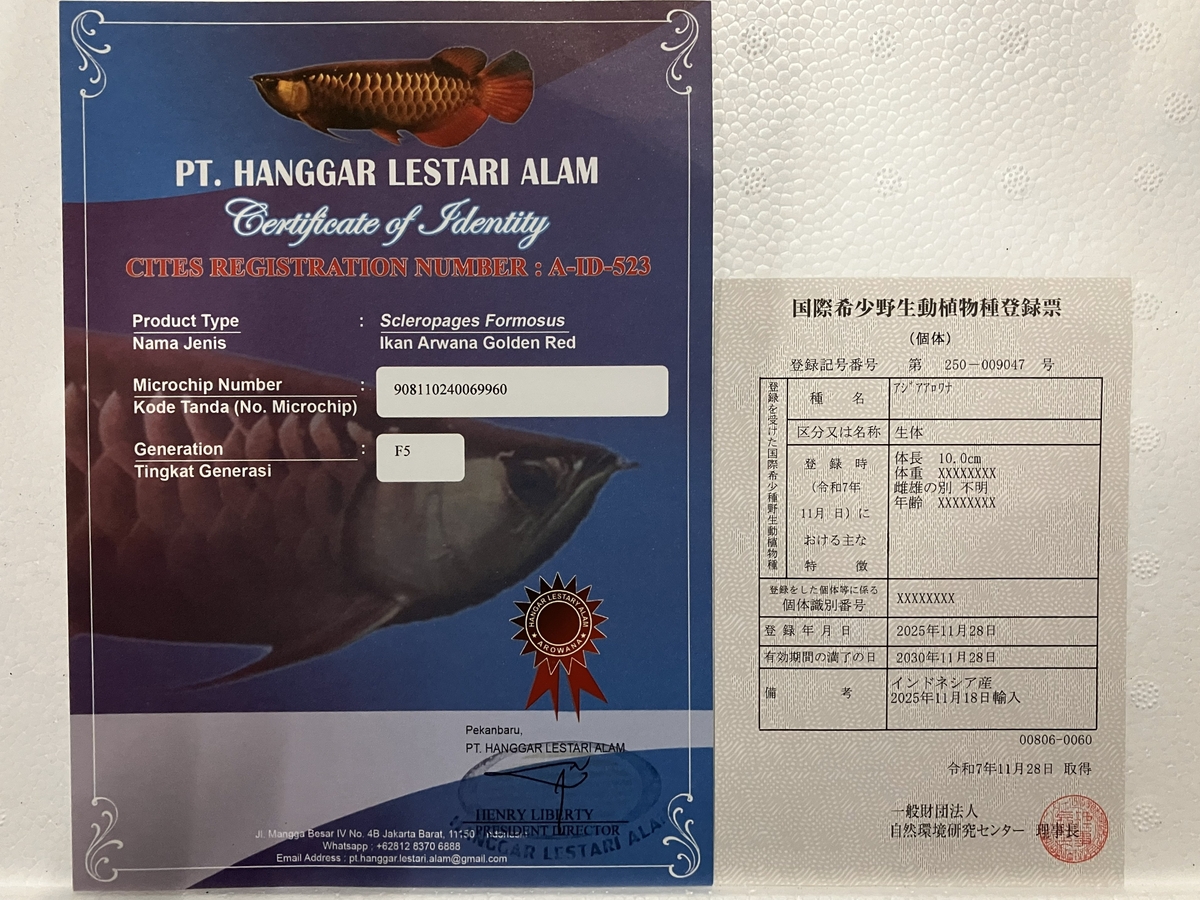 PT. HANGGAR LESTARI ALAM
Certificate of Identity
CITES REGISTRATION NUMBER : A-ID-523
Product Type : Scleropages Formosus
Nama Jenis Ikan Arwana Golden Red
Microchip Number : 908110240069960
Kode Tanda (No. Microchip)
Generation : F5
Tingkat Generasi
HANGGAR LESTARY ALAM
AROWANA
Pekanbaru,
PT. HANGGAR LESTARI ALAM
HENRY LIBERTY
PRESIDENT DIRECTOR
Jl. Mangga Besar IV No. 4B Jakarta Barat, 11150
Whatsapp : +62812 8370 6888
Email Address : pt.hanggar.lestari.alam@gmail.com
国際希少野生動植物種登録票
(個体)
登録記号番号 第 250-009047 号
登録を受けた国際希少野生動植物種
種 名 アジアアロワナ
区分又は名称 生体
登 録 時
(令和7年
11月 日)に
おける主な
特 徴
体長 10.0cm
体重 XXXXXXXX
雌雄の別 不明
年齢 XXXXXXXX
登録をした個体等に係る
個体識別番号 XXXXXXXX
登録年月日 2025年11月28日
有効期間の満了の日 2030年11月28日
備 考 インドネシア産
2025年11月18日輸入
00806-0060
令和7年11月28日 取得
一般財団法人
自然環境研究センター 理事長